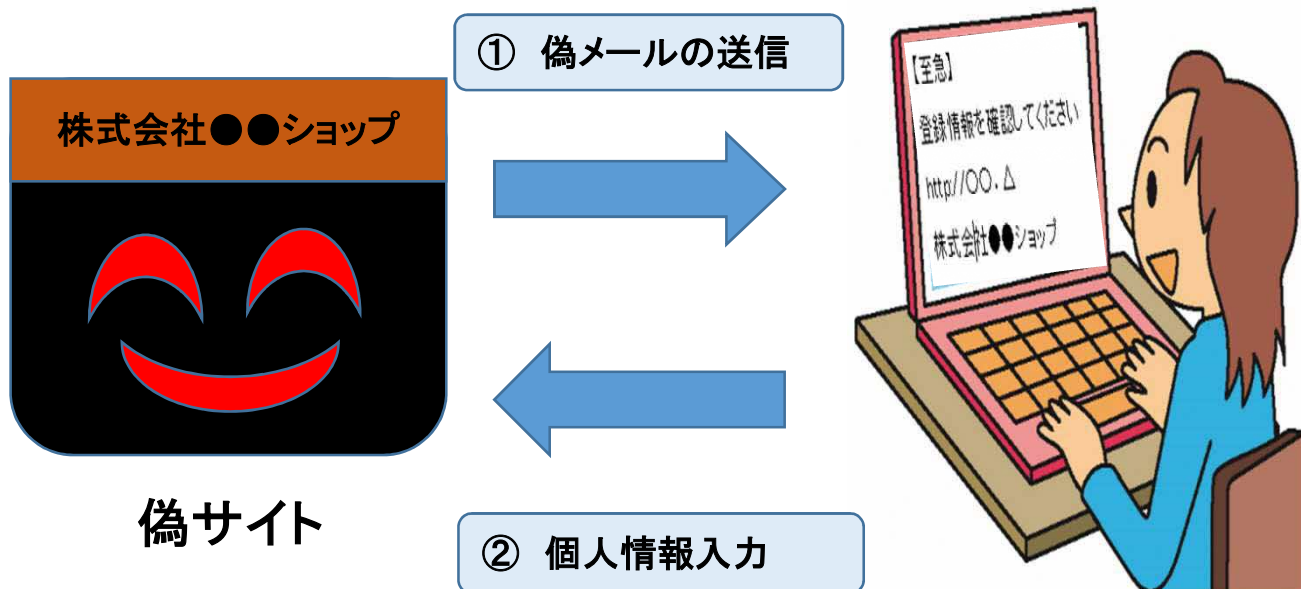 ① 偽メールの送信
株式会社●●ショップ
【至急】
登録情報を確認してください
http://〇〇.△
株式会社●●ショップ
偽サイト
② 個人情報入力